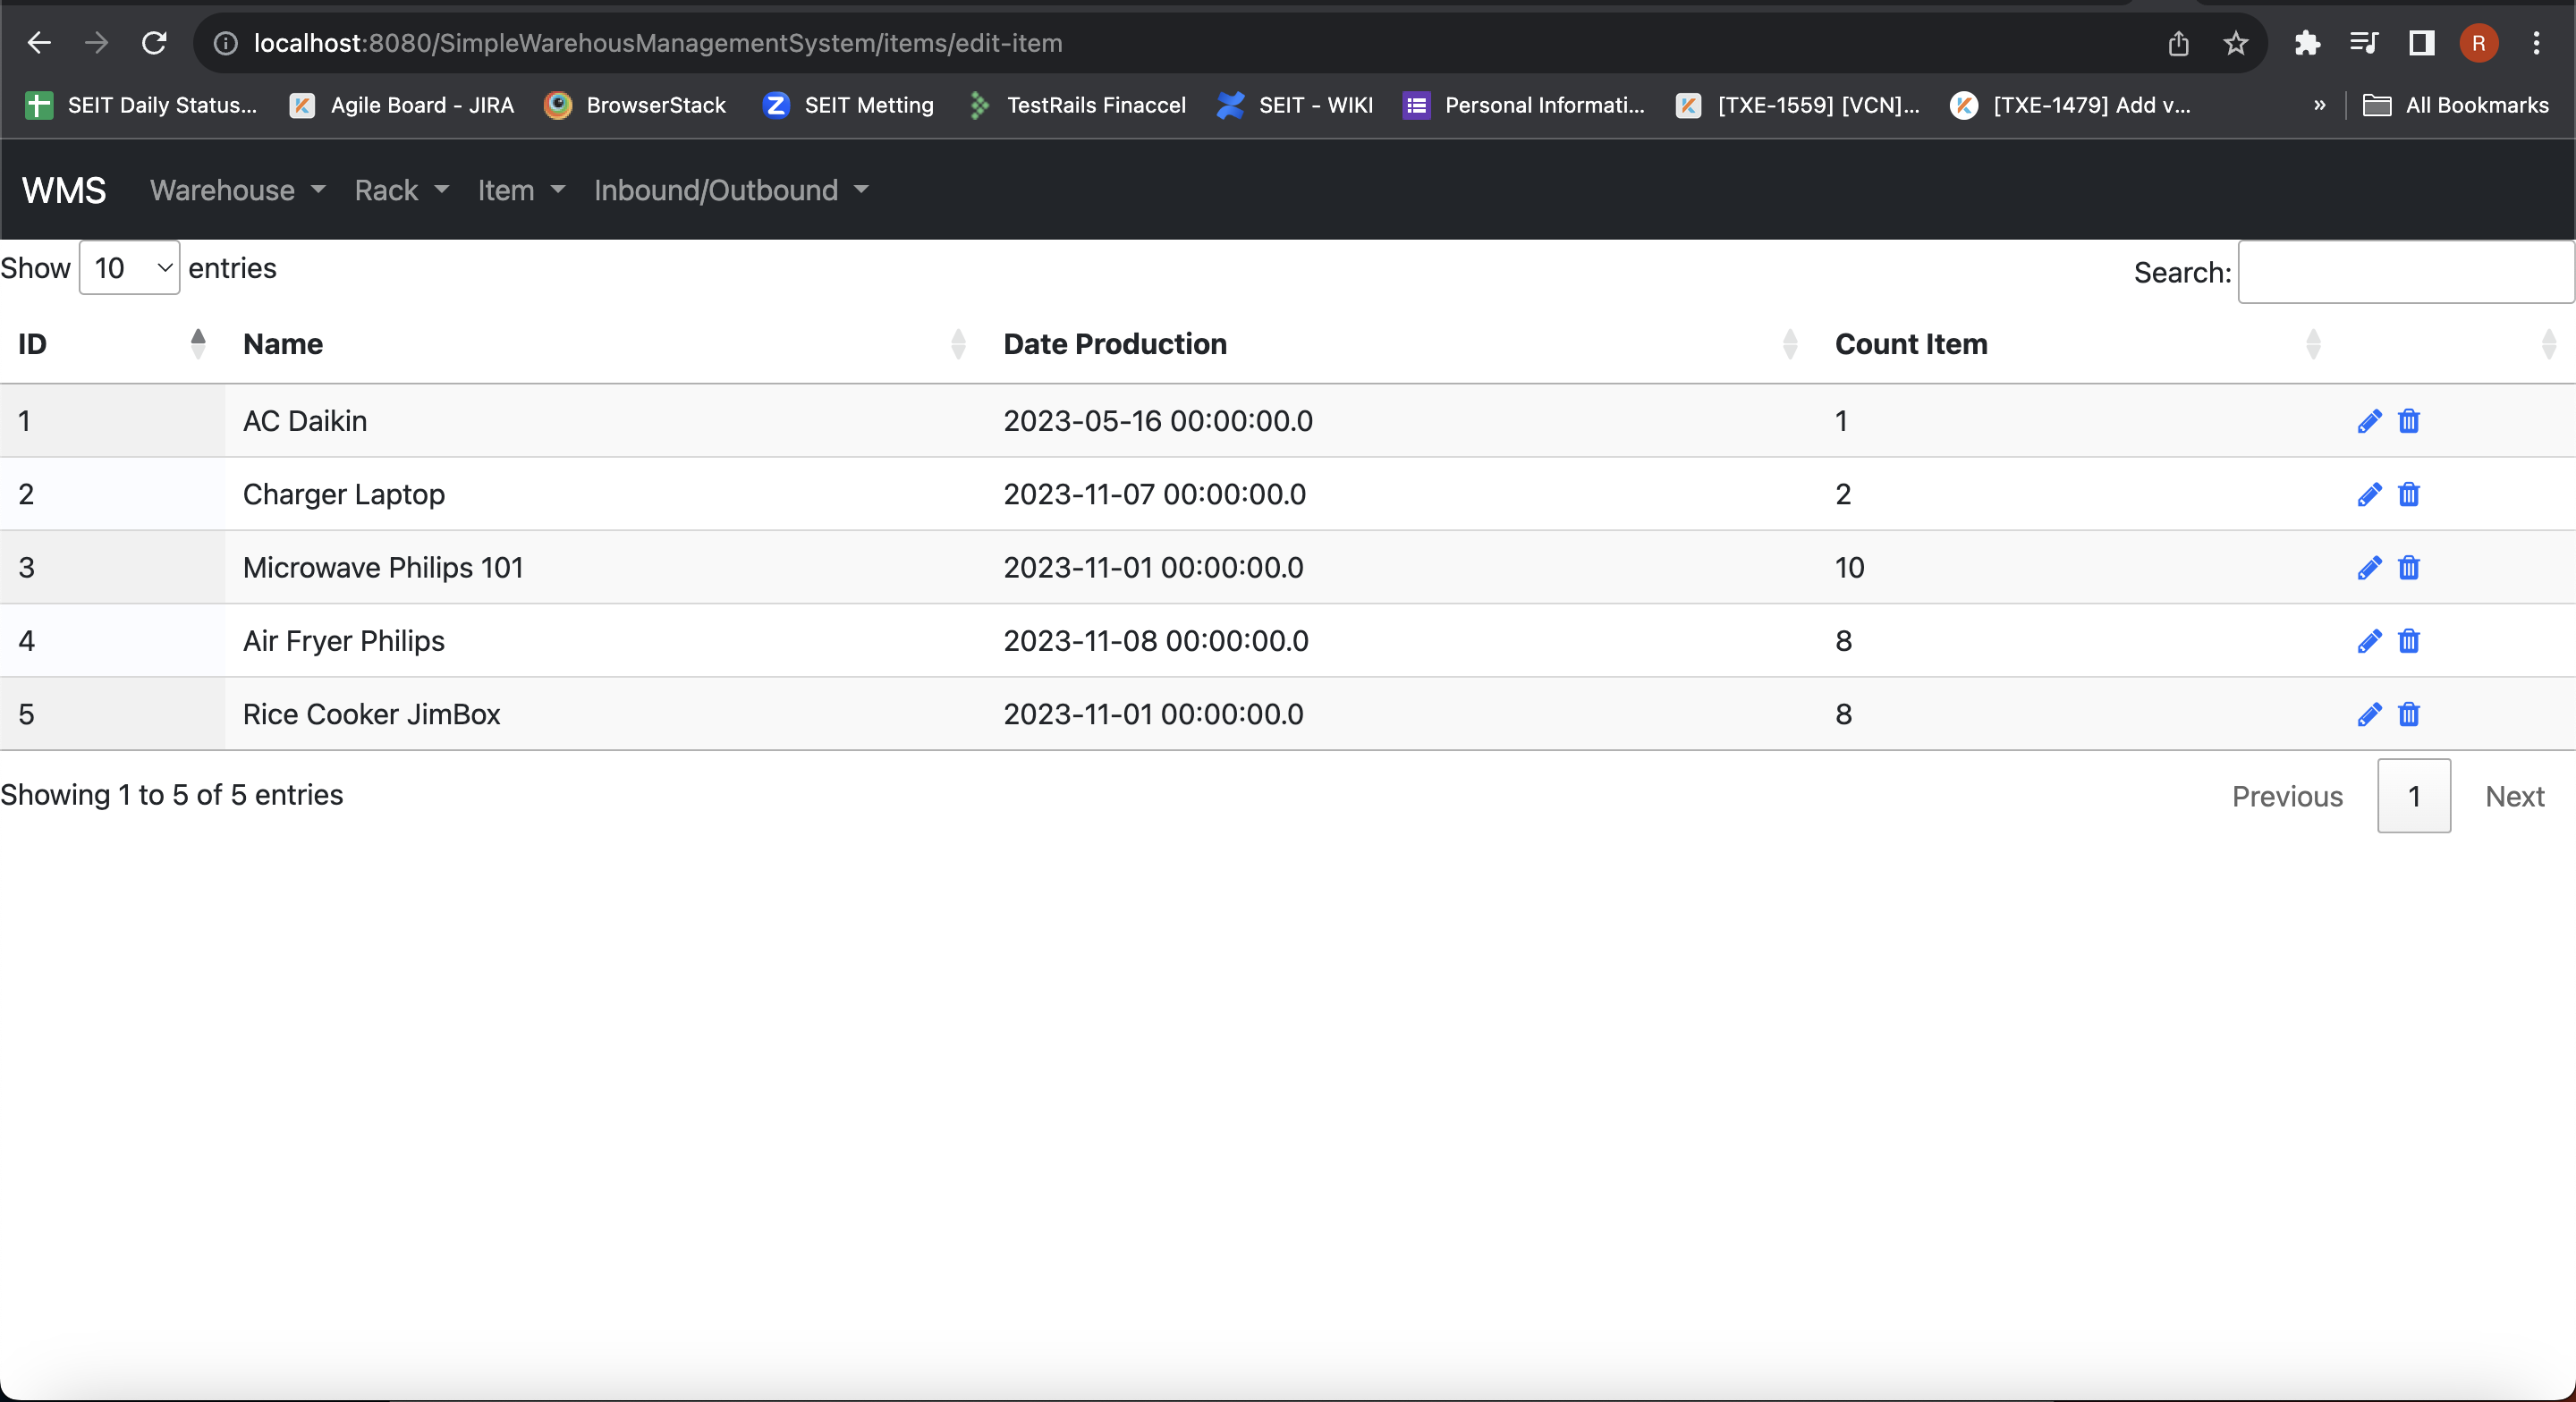 localhost:8080/SimpleWarehousManagementSystem/items/edit-item
R
SEIT Daily Status... Agile Board - JIRA BrowserStack SEIT Metting TestRails Finaccel SEIT - WIKI Personal Informati... [TXE-1559] [VCN]... [TXE-1479] Add v... » All Bookmarks
WMS Warehouse Rack Item Inbound/Outbound
Show 10 entries Search:
ID Name Date Production Count Item
1 AC Daikin 2023-05-16 00:00:00.0 1
2 Charger Laptop 2023-11-07 00:00:00.0 2
3 Microwave Philips 101 2023-11-01 00:00:00.0 10
4 Air Fryer Philips 2023-11-08 00:00:00.0 8
5 Rice Cooker JimBox 2023-11-01 00:00:00.0 8
Showing 1 to 5 of 5 entries Previous 1 Next